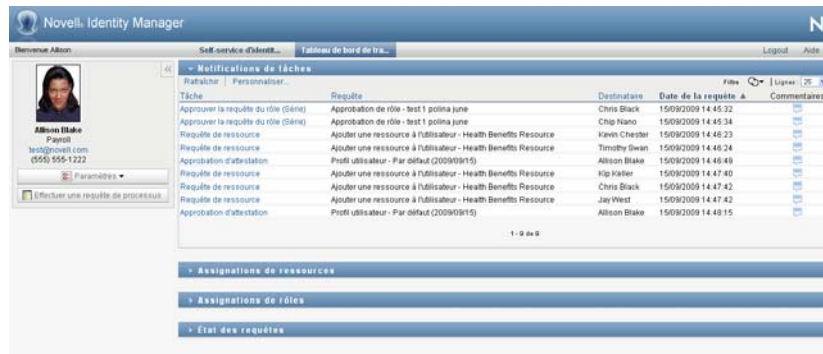 Novell® Identity Manager
N
Bienvenue Allison
Self-service d'identit... Tableau de bord de tra... Logout Aide
Notifications de tâches
Rafraîchir | Personnaliser... Filtre | Lignes: 25
Tâche Requête Destinataire Date de la requête ▲ Commentaires
Approuver la requête du rôle (Série) Approbation de rôle - test 1 polina june Chris Black 15/09/2009 14:45:32
Approuver la requête du rôle (Série) Approbation de rôle - test 1 polina june Chip Nano 15/09/2009 14:45:34
Requête de ressource Ajouter une ressource à l'utilisateur - Health Benefits Resource Kevin Chester 15/09/2009 14:46:23
Requête de ressource Ajouter une ressource à l'utilisateur - Health Benefits Resource Timothy Swan 15/09/2009 14:46:24
Approbation d'attestation Profil utilisateur - Par défaut (2009/09/15) Allison Blake 15/09/2009 14:46:49
Requête de ressource Ajouter une ressource à l'utilisateur - Health Benefits Resource Kip Keller 15/09/2009 14:47:40
Requête de ressource Ajouter une ressource à l'utilisateur - Health Benefits Resource Chris Black 15/09/2009 14:47:42
Requête de ressource Ajouter une ressource à l'utilisateur - Health Benefits Resource Jay West 15/09/2009 14:47:42
Approbation d'attestation Profil utilisateur - Par défaut (2009/09/15) Allison Blake 15/09/2009 14:48:15
1 - 9 de 9
Allison Blake
Payroll
test@novell.com
(555) 555-1222
Paramètres
Effectuer une requête de processus
Assignations de ressources
Assignations de rôles
État des requêtes